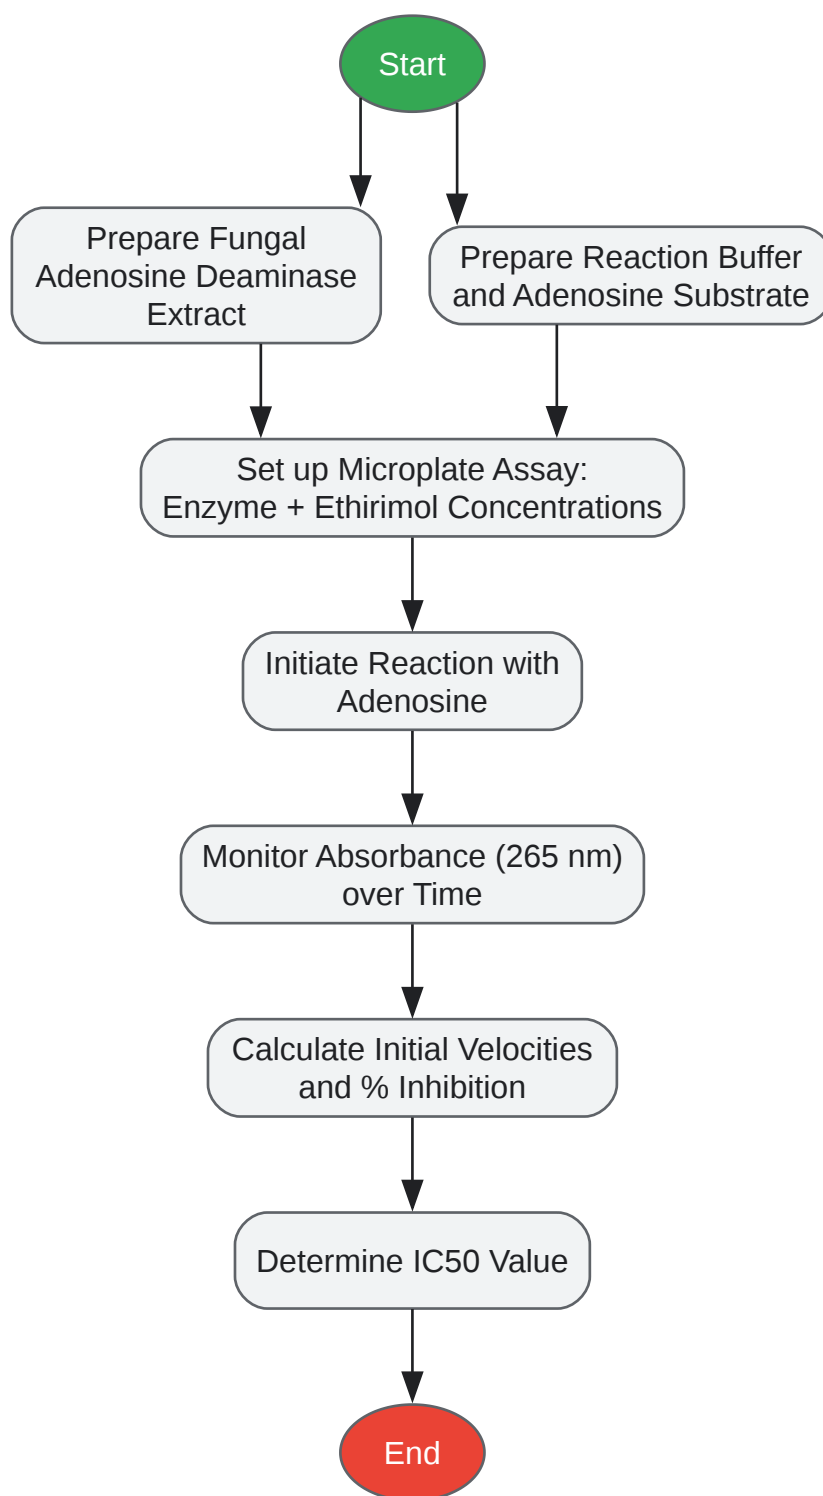 Start
Prepare Fungal
Adenosine Deaminase
Extract
Prepare Reaction Buffer
and Adenosine Substrate
Set up Microplate Assay:
Enzyme + Ethirimol Concentrations
Initiate Reaction with
Adenosine
Monitor Absorbance (265 nm)
over Time
Calculate Initial Velocities
and % Inhibition
Determine IC50 Value
End